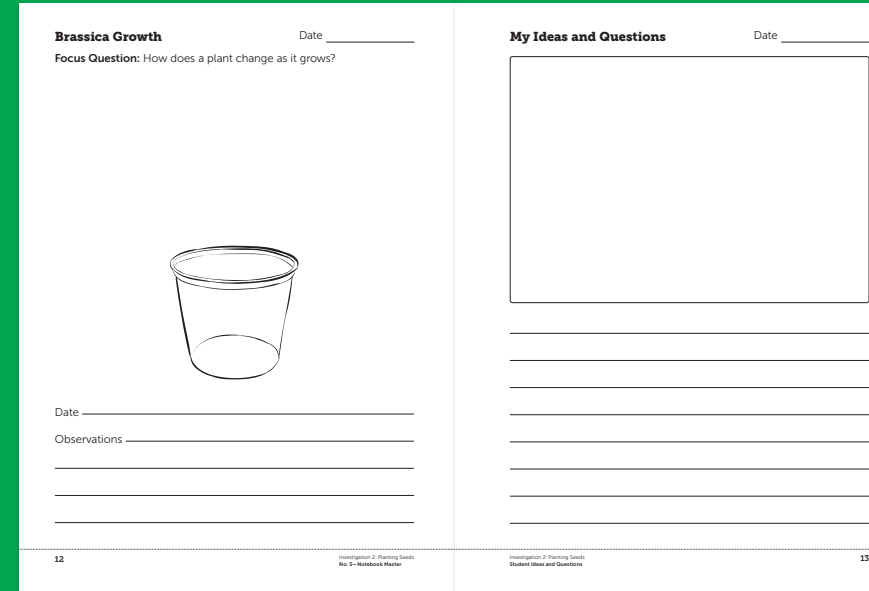 Brassica Growth
Date
Focus Question: How does a plant change as it grows?
Date
Observations
12
Investigation 2: Planting Seeds
No. 5—Notebook Master
My Ideas and Questions
Date
Investigation 2: Planting Seeds
Student Ideas and Questions
13